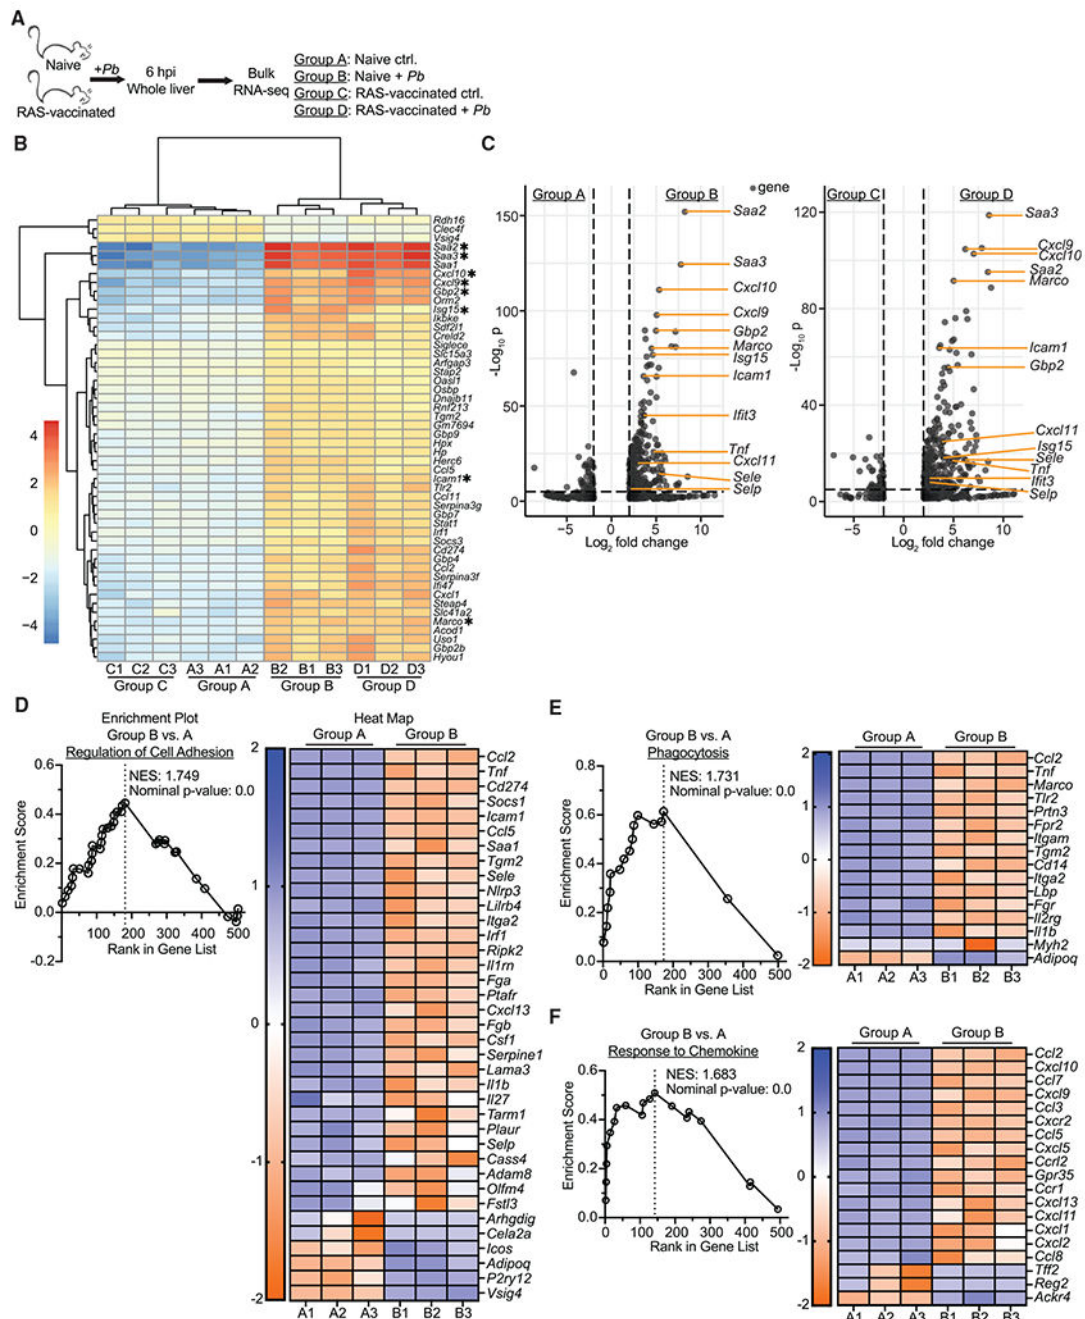 A
Naive
RAS-vaccinated
+Pb
6 hpi
Whole liver
Bulk
RNA-seq
Group A: Naive ctrl.
Group B: Naive + Pb
Group C: RAS-vaccinated ctrl.
Group D: RAS-vaccinated + Pb
B
4
2
0
−2
−4
Rdh16
Clec4f
Vsig4
Saa2*
Saa3*
Saa1
Cxcl10*
Cxcl9*
Gbp2*
Orm2
Isg15*
Ikbke
Sdf2l1
Creld2
Siglece
Slc15a3
Arfgap3
Stap2
Oasl1
Osbp
Dnajb11
Rnf213
Tgm2
Gm7694
Gbp9
Hpx
Hp
Herc6
Ccl5
Icam1*
Tlr2
Ccl11
Serpina3g
Gbp7
Stat1
Irf1
Socs3
Cd274
Gbp4
Ccl2
Serpina3f
Ifi47
Cxcl1
Steap4
Slc41a2
Marco*
Acod1
Uso1
Gbp2b
Hyou1
C1 C2 C3 A3 A1 A2 B2 B1 B3 D1 D2 D3
Group C Group A Group B Group D
C
Group A
Group B
gene
-Log10 p
150
100
50
0
−5 0 5 10
Log2 fold change
Saa2
Saa3
Cxcl10
Cxcl9
Gbp2
Marco
Isg15
Icam1
Ifit3
Tnf
Cxcl11
Sele
Selp
Group C
Group D
-Log10 p
120
80
40
0
−5 0 5 10
Log2 fold change
Saa3
Cxcl9
Cxcl10
Saa2
Marco
Icam1
Gbp2
Cxcl11
Isg15
Sele
Tnf
Ifit3
Selp
D
Enrichment Plot
Group B vs. A
Regulation of Cell Adhesion
NES: 1.749
Nominal p-value: 0.0
Enrichment Score
0.6
0.4
0.2
0.0
-0.2
100 200 300 400 500
Rank in Gene List
Heat Map
Group A Group B
2
1
0
-1
-2
Ccl2
Tnf
Cd274
Socs1
Icam1
Ccl5
Saa1
Tgm2
Sele
Nlrp3
Lilrb4
Itga2
Irf1
Ripk2
Il1rn
Fga
Ptafr
Cxcl13
Fgb
Csf1
Serpine1
Lama3
Il1b
Il27
Tarm1
Plaur
Selp
Cass4
Adam8
Olfm4
Fstl3
Arhgdig
Cela2a
Icos
Adipoq
P2ry12
Vsig4
A1 A2 A3 B1 B2 B3
E
Group B vs. A
Phagocytosis
NES: 1.731
Nominal p-value: 0.0
Enrichment Score
0.8
0.6
0.4
0.2
0.0
0 100 200 300 400 500
Rank in Gene List
Group A Group B
2
1
0
-1
-2
Ccl2
Tnf
Marco
Tlr2
Prtn3
Fpr2
Itgam
Tgm2
Cd14
Itga2
Lbp
Fgr
Il2rg
Il1b
Myh2
Adipoq
A1 A2 A3 B1 B2 B3
F
Group B vs. A
Response to Chemokine
NES: 1.683
Nominal p-value: 0.0
Enrichment Score
0.6
0.4
0.2
0.0
0 100 200 300 400 500
Rank in Gene List
Group A Group B
2
1
0
-1
-2
Ccl2
Cxcl10
Ccl7
Cxcl9
Ccl3
Cxcr2
Ccl5
Cxcl5
Ccrl2
Gpr35
Ccr1
Cxcl13
Cxcl11
Cxcl1
Cxcl2
Ccl8
Tff2
Reg2
Ackr4
A1 A2 A3 B1 B2 B3